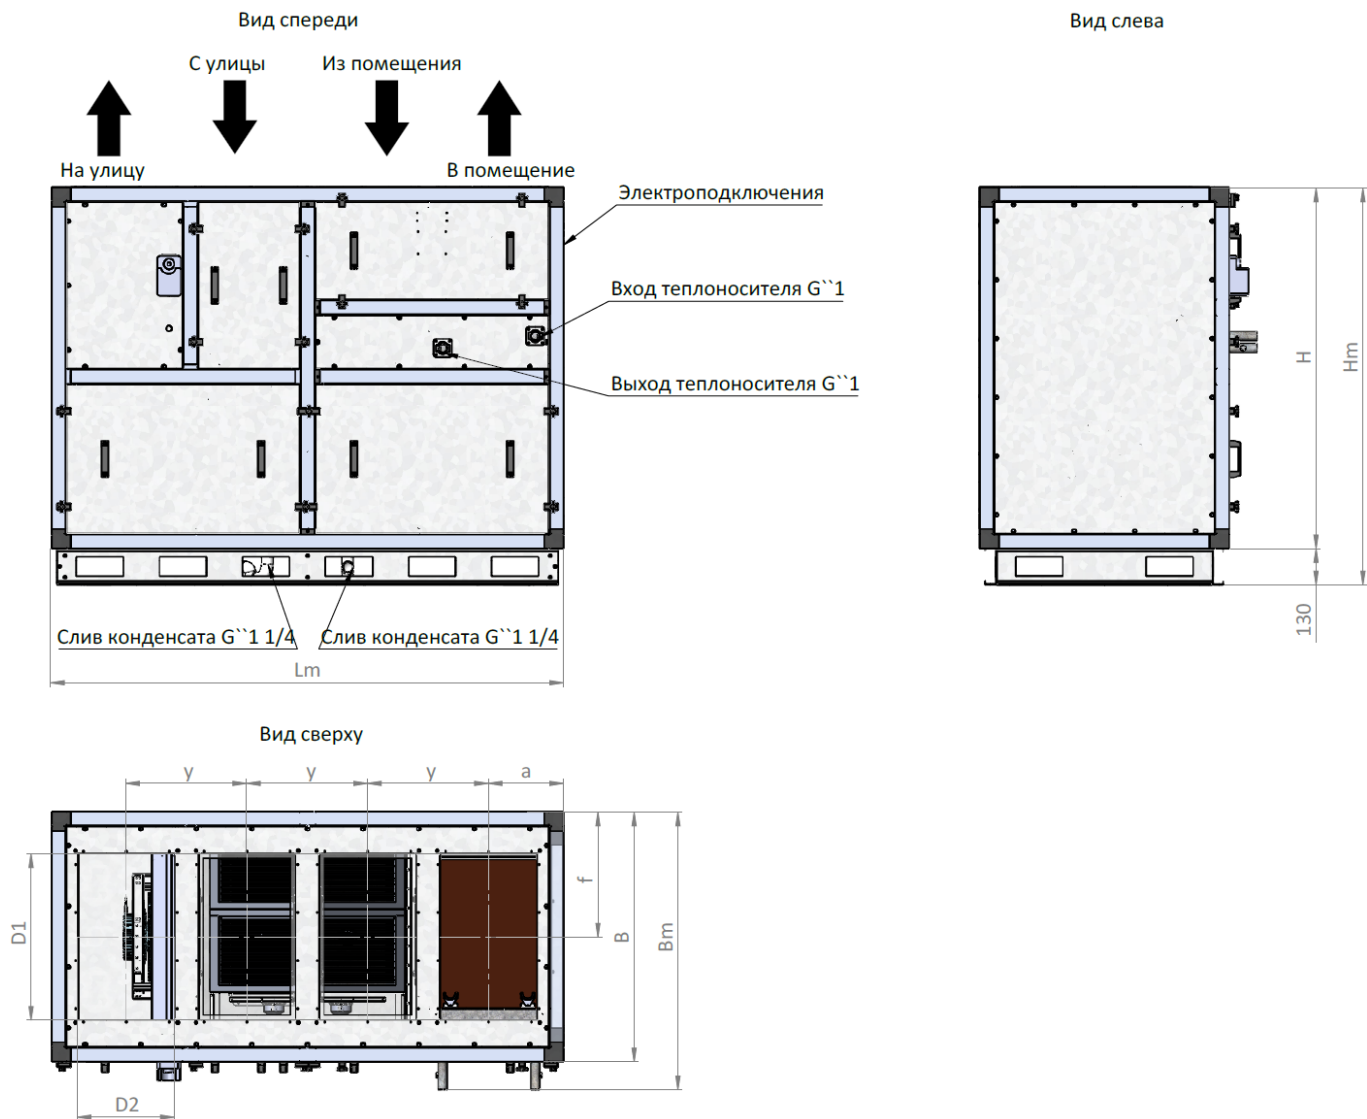 Вид спереди
Вид слева
С улицы
Из помещения
На улицу
В помещение
Электроподключения
Вход теплоносителя G``1
Выход теплоносителя G``1
H
Hm
130
Слив конденсата G``1 1/4
Слив конденсата G``1 1/4
Lm
Вид сверху
y
y
y
a
f
D1
B
Bm
D2